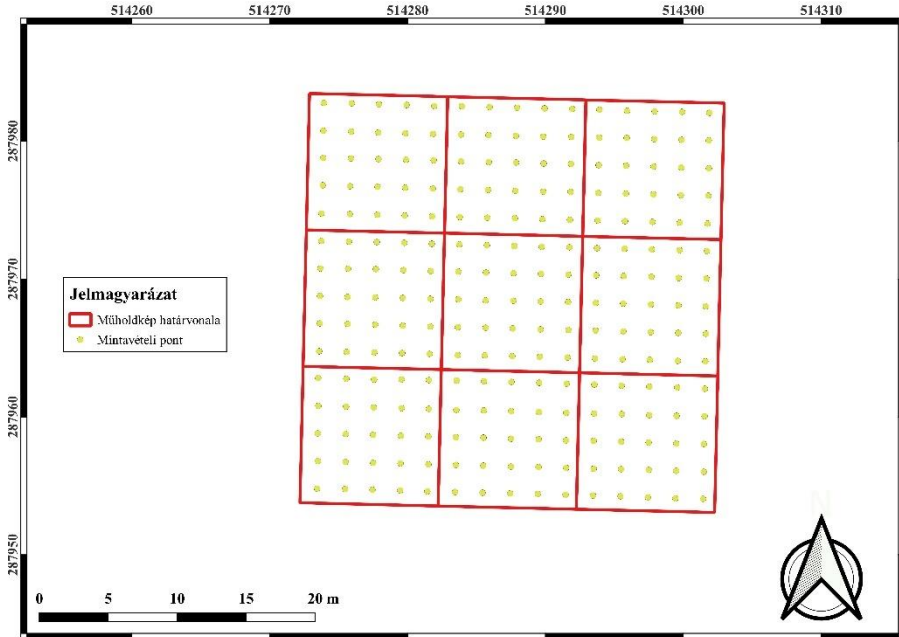 514260 514270 514280 514290 514300 514310
287980
287970
287960
287950
Jelmagyarázat
Műholdkép határvonala
Mintavételi pont
0 5 10 15 20 m
N